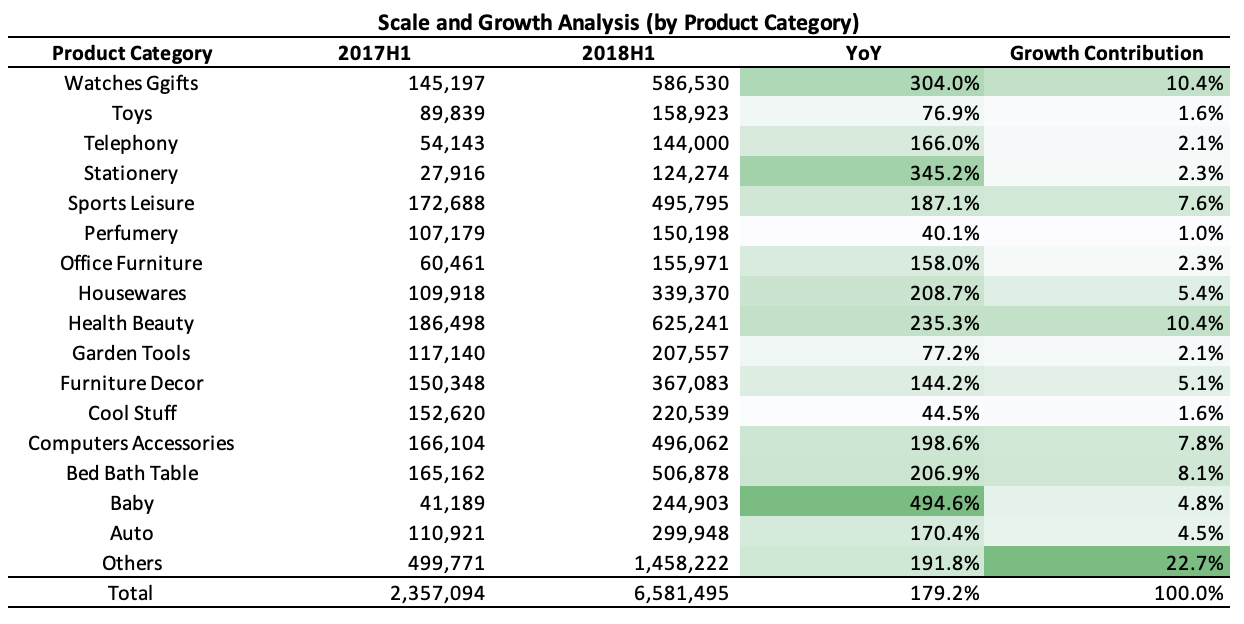 Scale and Growth Analysis (by Product Category)
Product Category 2017H1 2018H1 YoY Growth Contribution
Watches Ggifts 145,197 586,530 304.0% 10.4%
Toys 89,839 158,923 76.9% 1.6%
Telephony 54,143 144,000 166.0% 2.1%
Stationery 27,916 124,274 345.2% 2.3%
Sports Leisure 172,688 495,795 187.1% 7.6%
Perfumery 107,179 150,198 40.1% 1.0%
Office Furniture 60,461 155,971 158.0% 2.3%
Housewares 109,918 339,370 208.7% 5.4%
Health Beauty 186,498 625,241 235.3% 10.4%
Garden Tools 117,140 207,557 77.2% 2.1%
Furniture Decor 150,348 367,083 144.2% 5.1%
Cool Stuff 152,620 220,539 44.5% 1.6%
Computers Accessories 166,104 496,062 198.6% 7.8%
Bed Bath Table 165,162 506,878 206.9% 8.1%
Baby 41,189 244,903 494.6% 4.8%
Auto 110,921 299,948 170.4% 4.5%
Others 499,771 1,458,222 191.8% 22.7%
Total 2,357,094 6,581,495 179.2% 100.0%